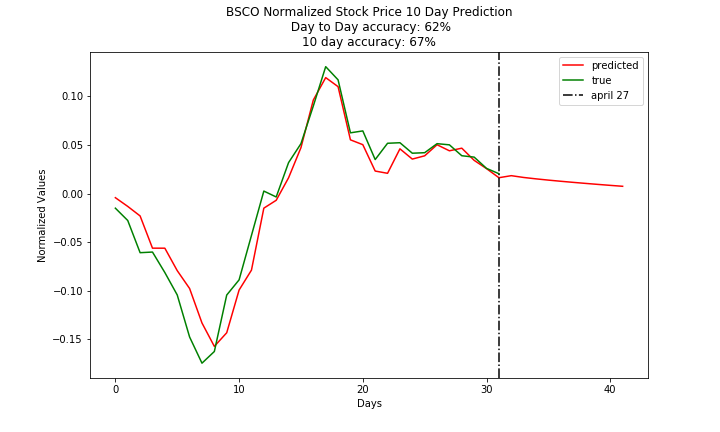 BSCO Normalized Stock Price 10 Day Prediction
Day to Day accuracy: 62%
10 day accuracy: 67%
predicted
true
april 27
Normalized Values
0.10
0.05
0.00
−0.05
−0.10
−0.15
0 10 20 30 40
Days